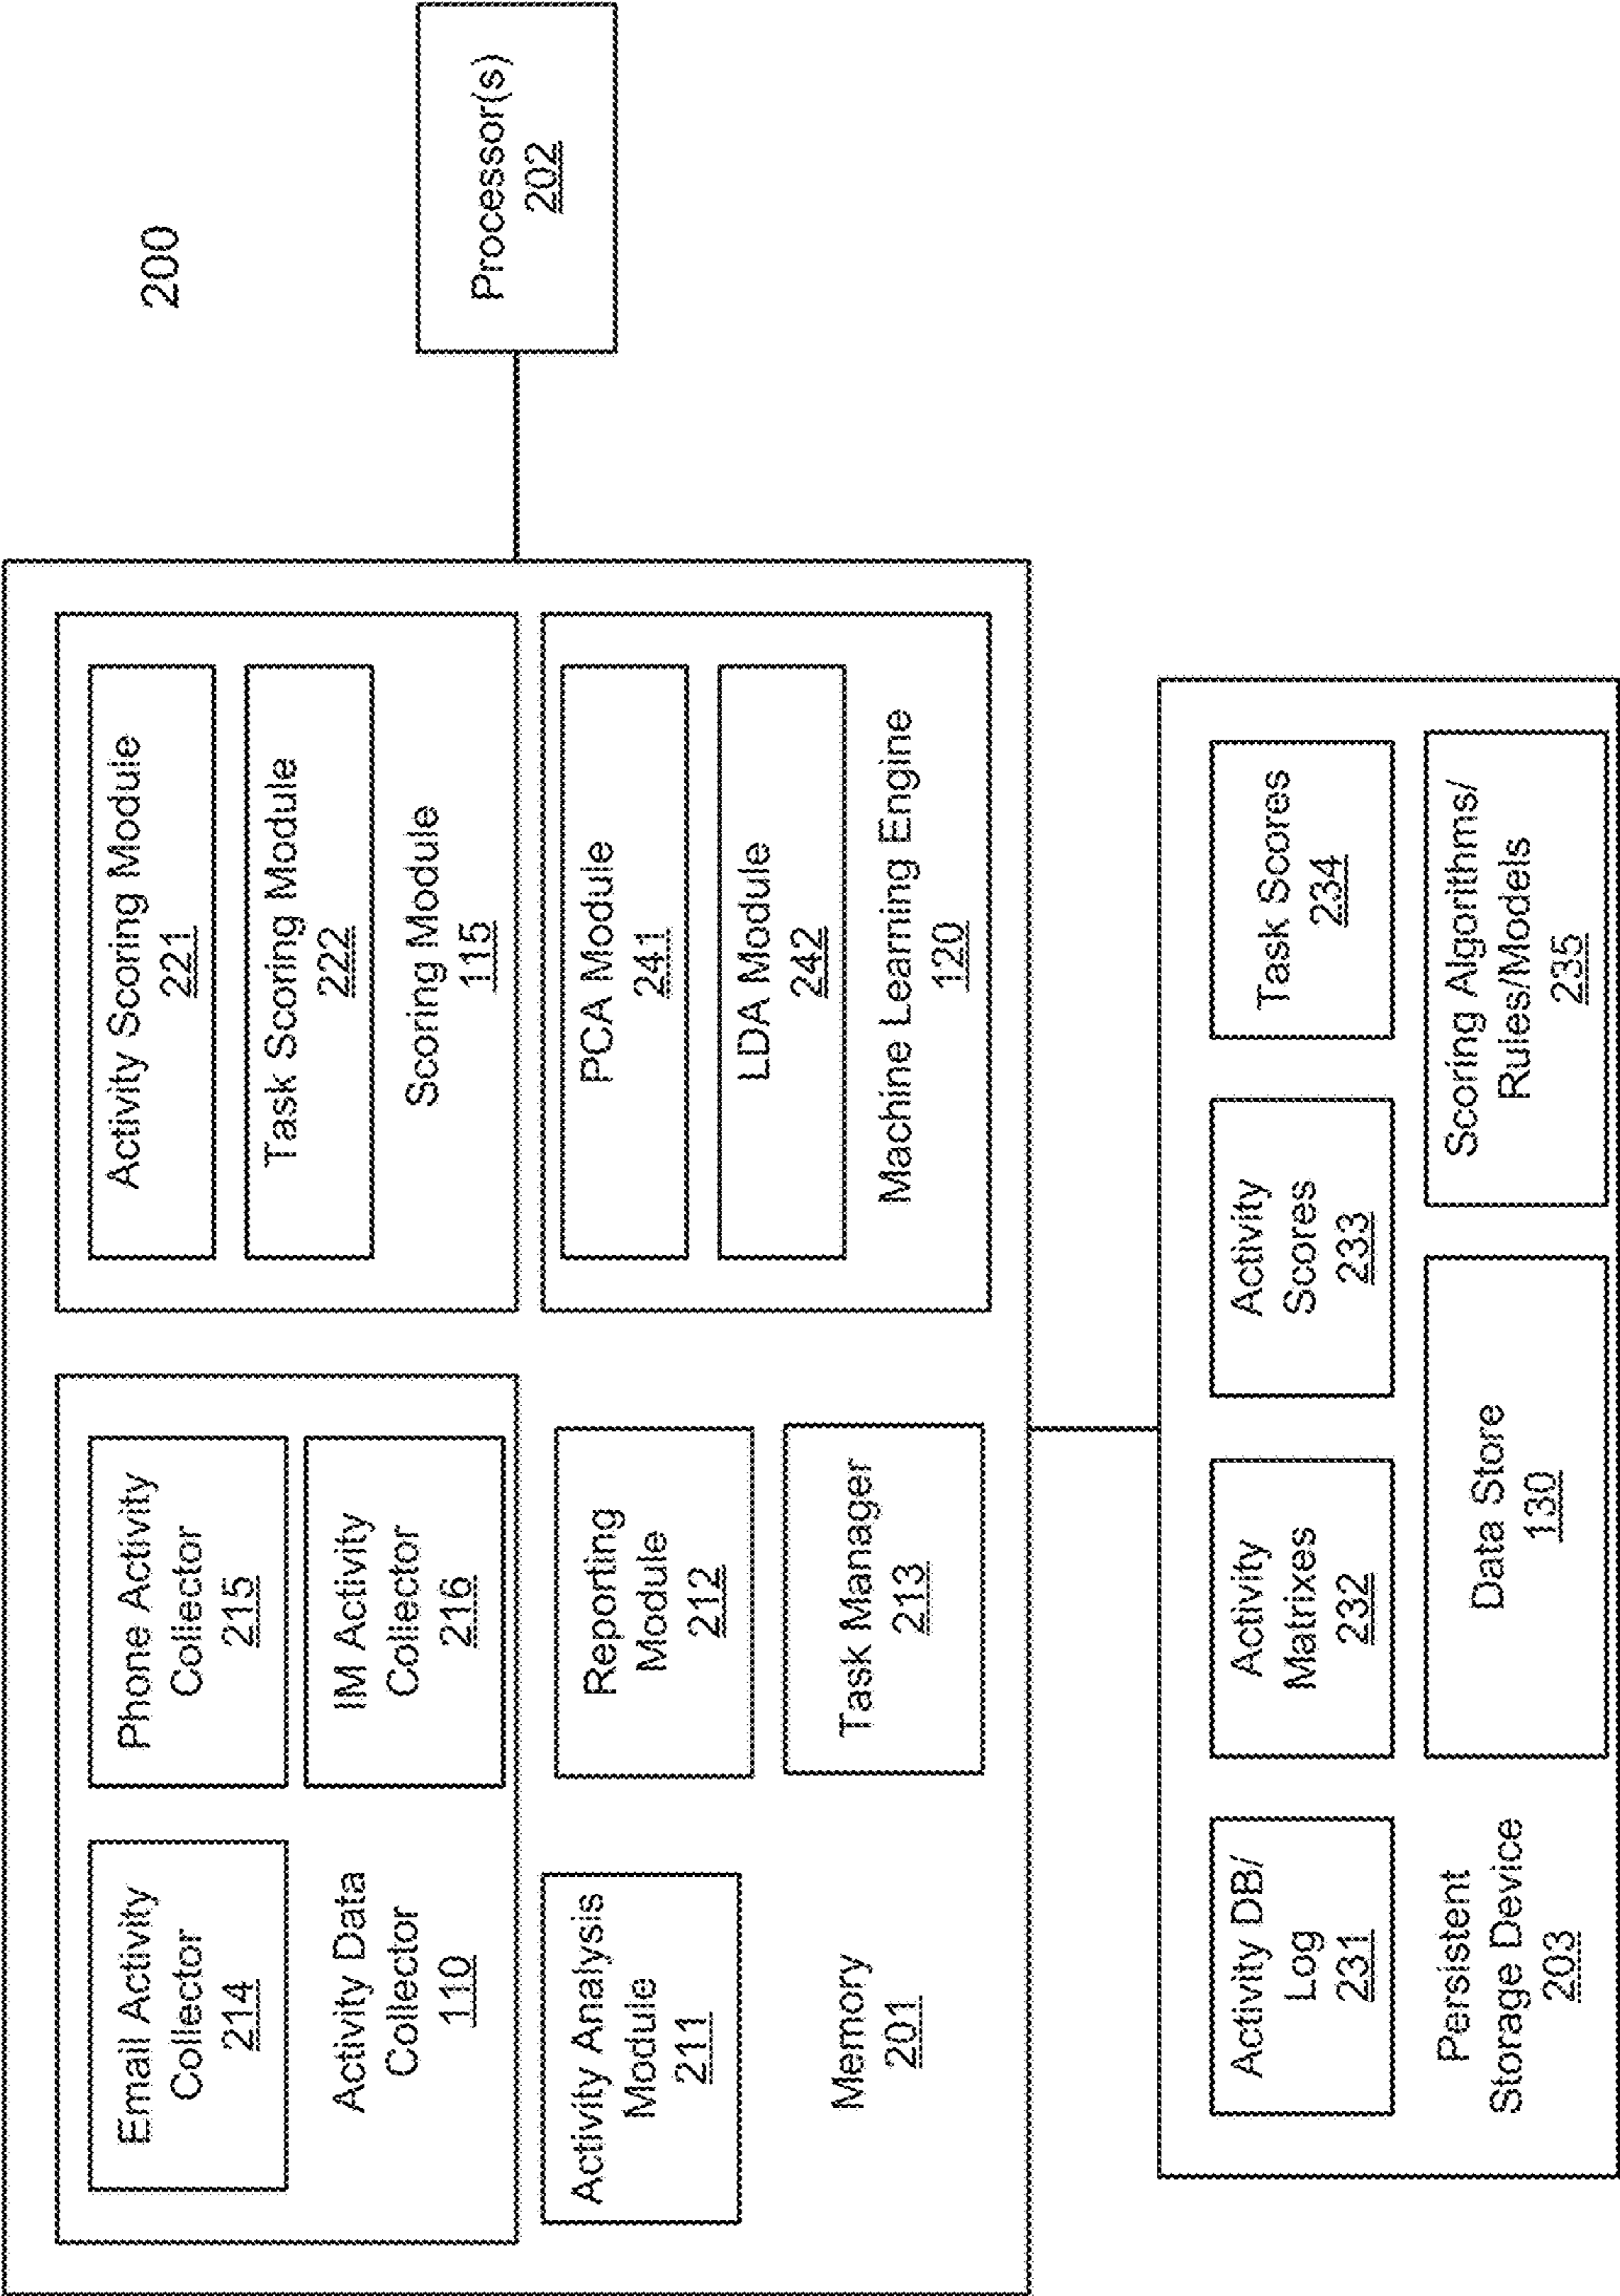 200
Email Activity
Collector
214
Phone Activity
Collector
215
Activity Data
Collector
110
IM Activity
Collector
216
Activity Scoring Module
221
Task Scoring Module
222
Scoring Module
115
Activity Analysis
Module
211
Reporting
Module
212
PCA Module
241
LDA Module
242
Machine Learning Engine
120
Memory
201
Task Manager
213
Processor(s)
202
Activity DB/
Log
231
Activity
Matrixes
232
Activity
Scores
233
Task Scores
234
Persistent
Storage Device
203
Data Store
130
Scoring Algorithms/
Rules/Models
235